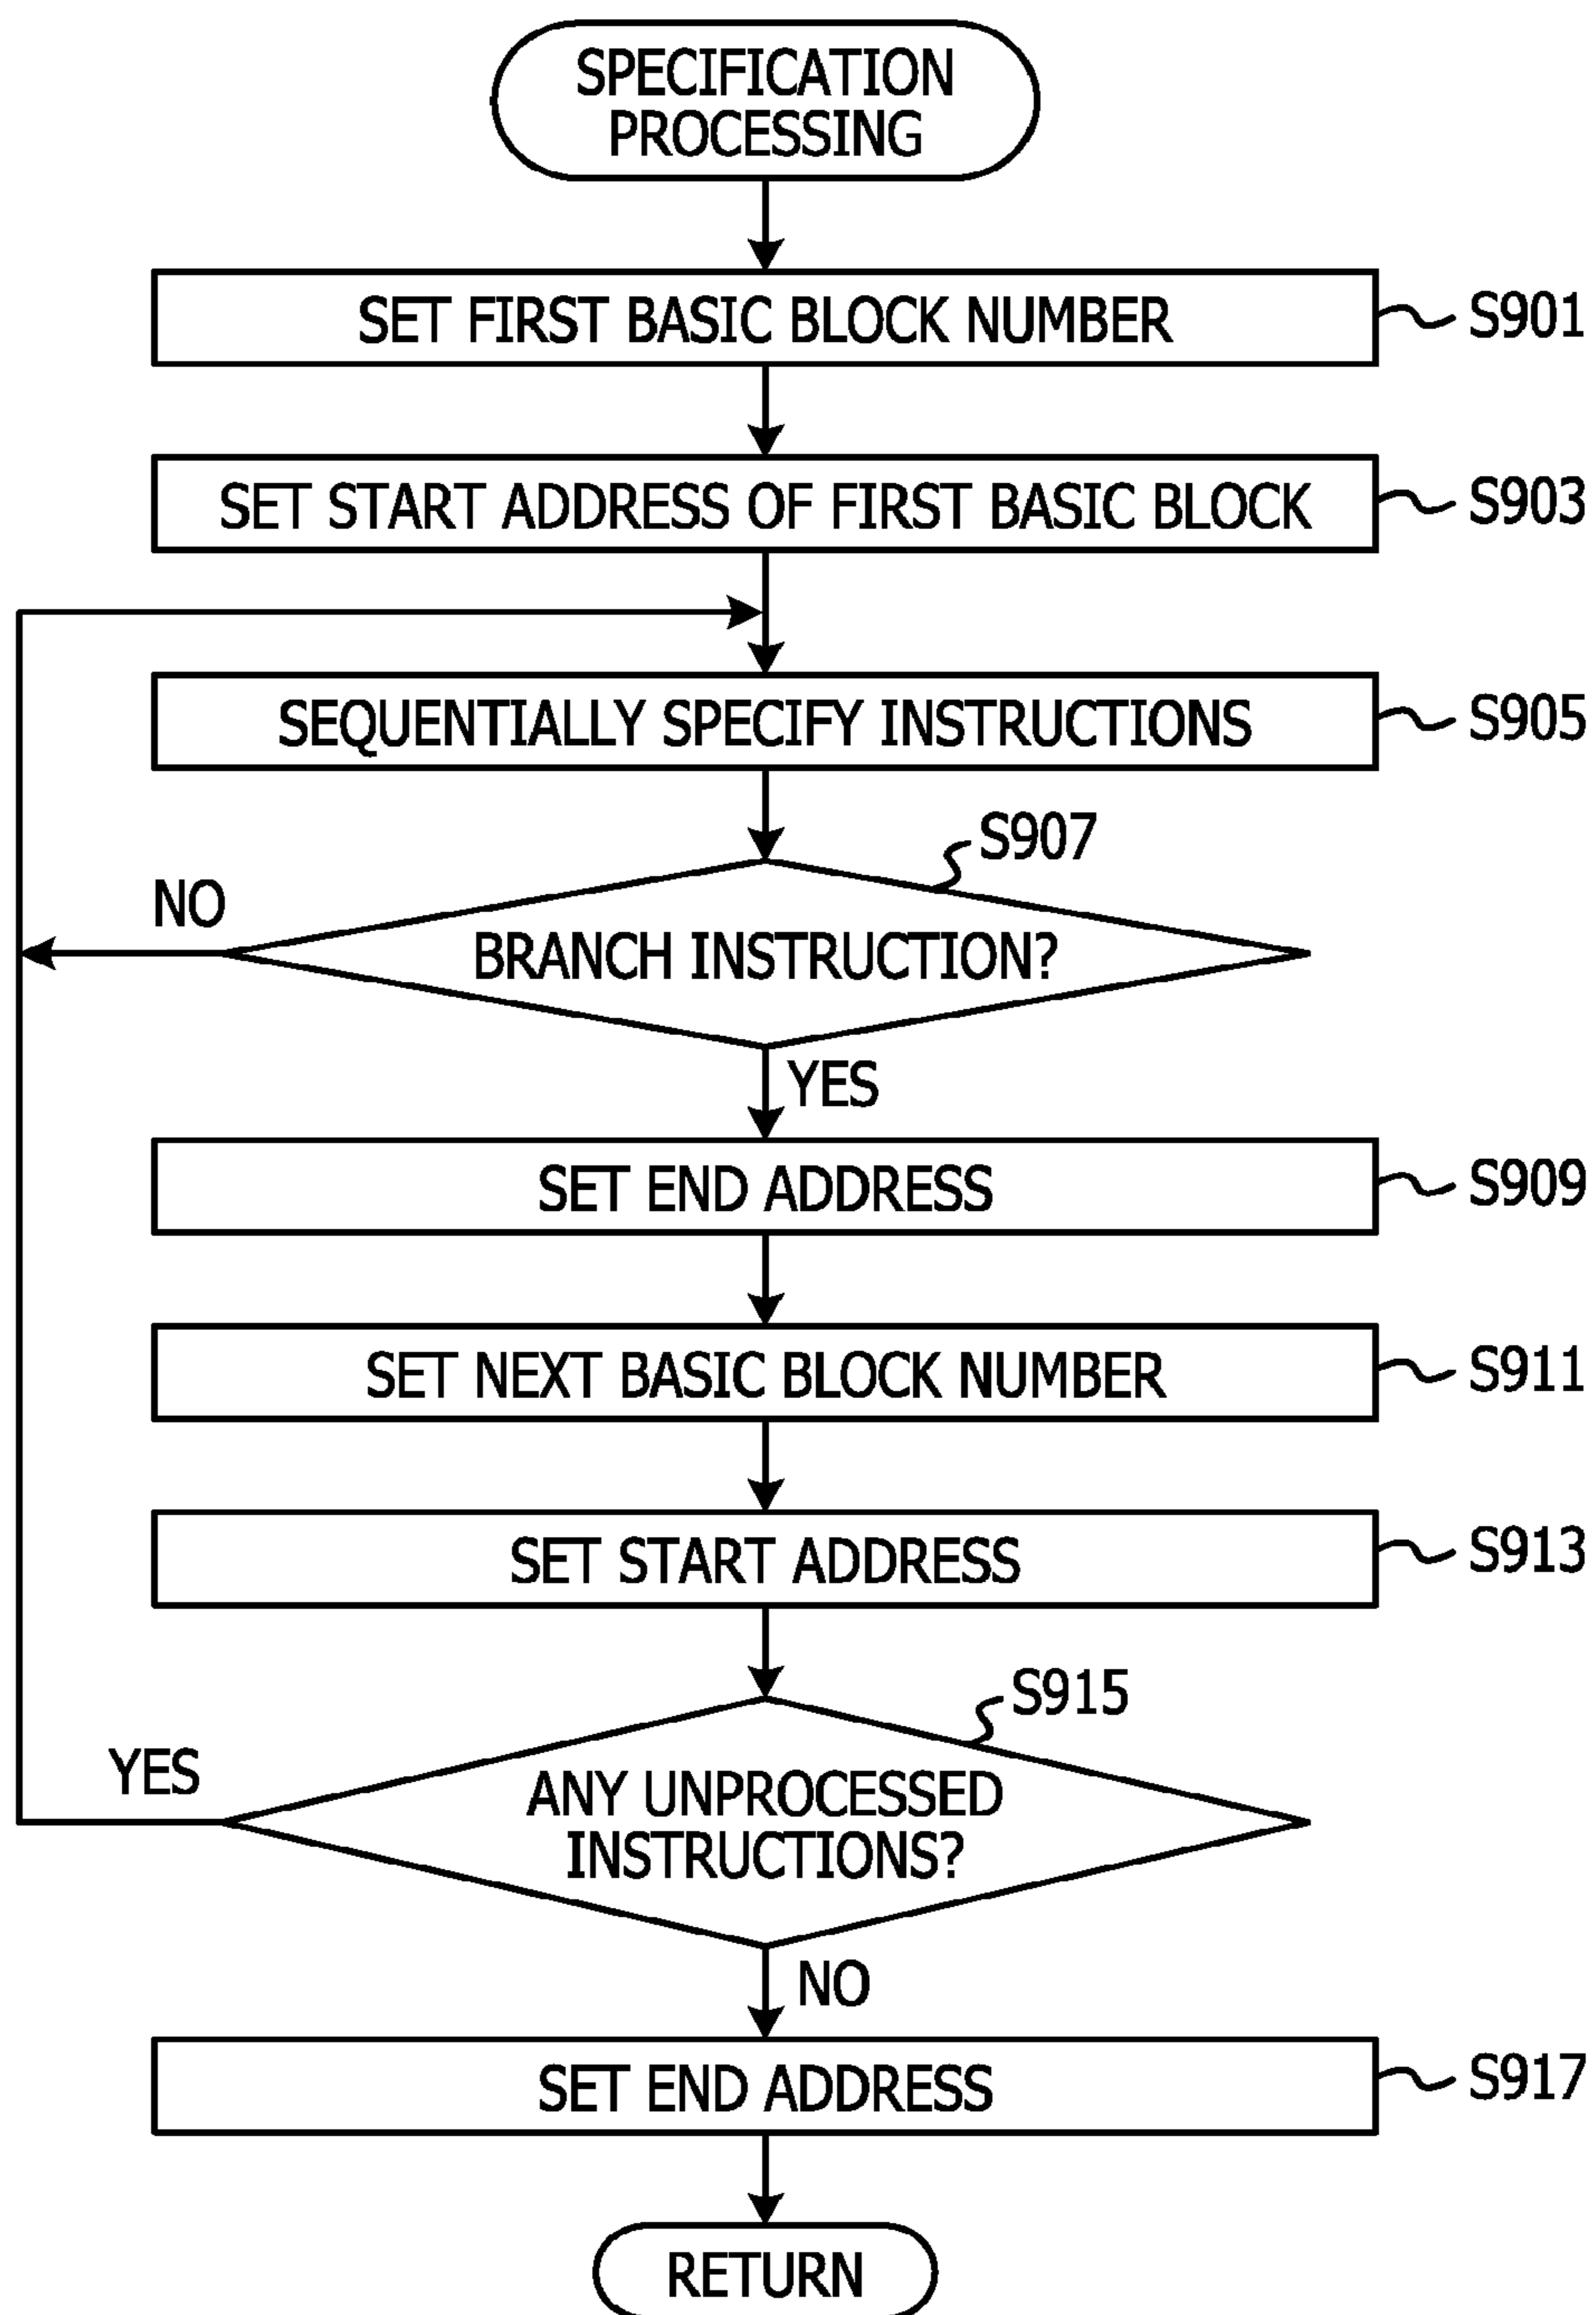 SPECIFICATION
PROCESSING
SET FIRST BASIC BLOCK NUMBER
S901
SET START ADDRESS OF FIRST BASIC BLOCK
S903
SEQUENTIALLY SPECIFY INSTRUCTIONS
S905
S907
NO
BRANCH INSTRUCTION?
YES
SET END ADDRESS
S909
SET NEXT BASIC BLOCK NUMBER
S911
SET START ADDRESS
S913
S915
YES
ANY UNPROCESSED
INSTRUCTIONS?
NO
SET END ADDRESS
S917
RETURN